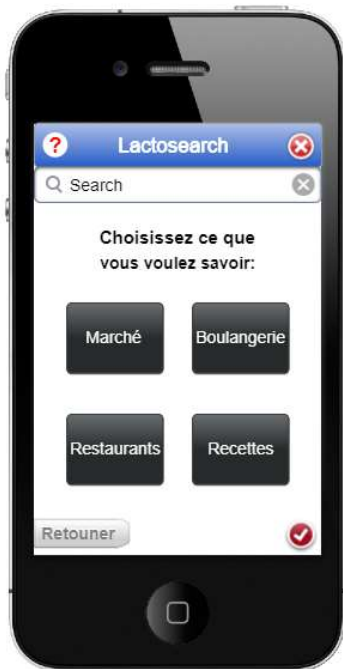 ? Lactosearch
Search
Choisissez ce que
vous voulez savoir:
Marché Boulangerie
Restaurants Recettes
Retouner